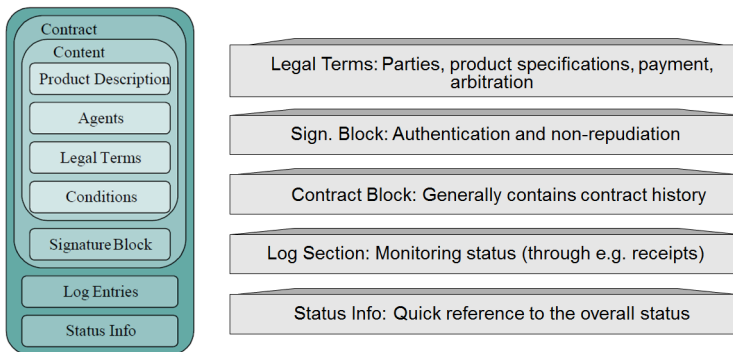 Contract
Content
Product Description
Agents
Legal Terms
Conditions
Signature Block
Log Entries
Status Info
Legal Terms: Parties, product specifications, payment,
arbitration
Sign. Block: Authentication and non-repudiation
Contract Block: Generally contains contract history
Log Section: Monitoring status (through e.g. receipts)
Status Info: Quick reference to the overall status